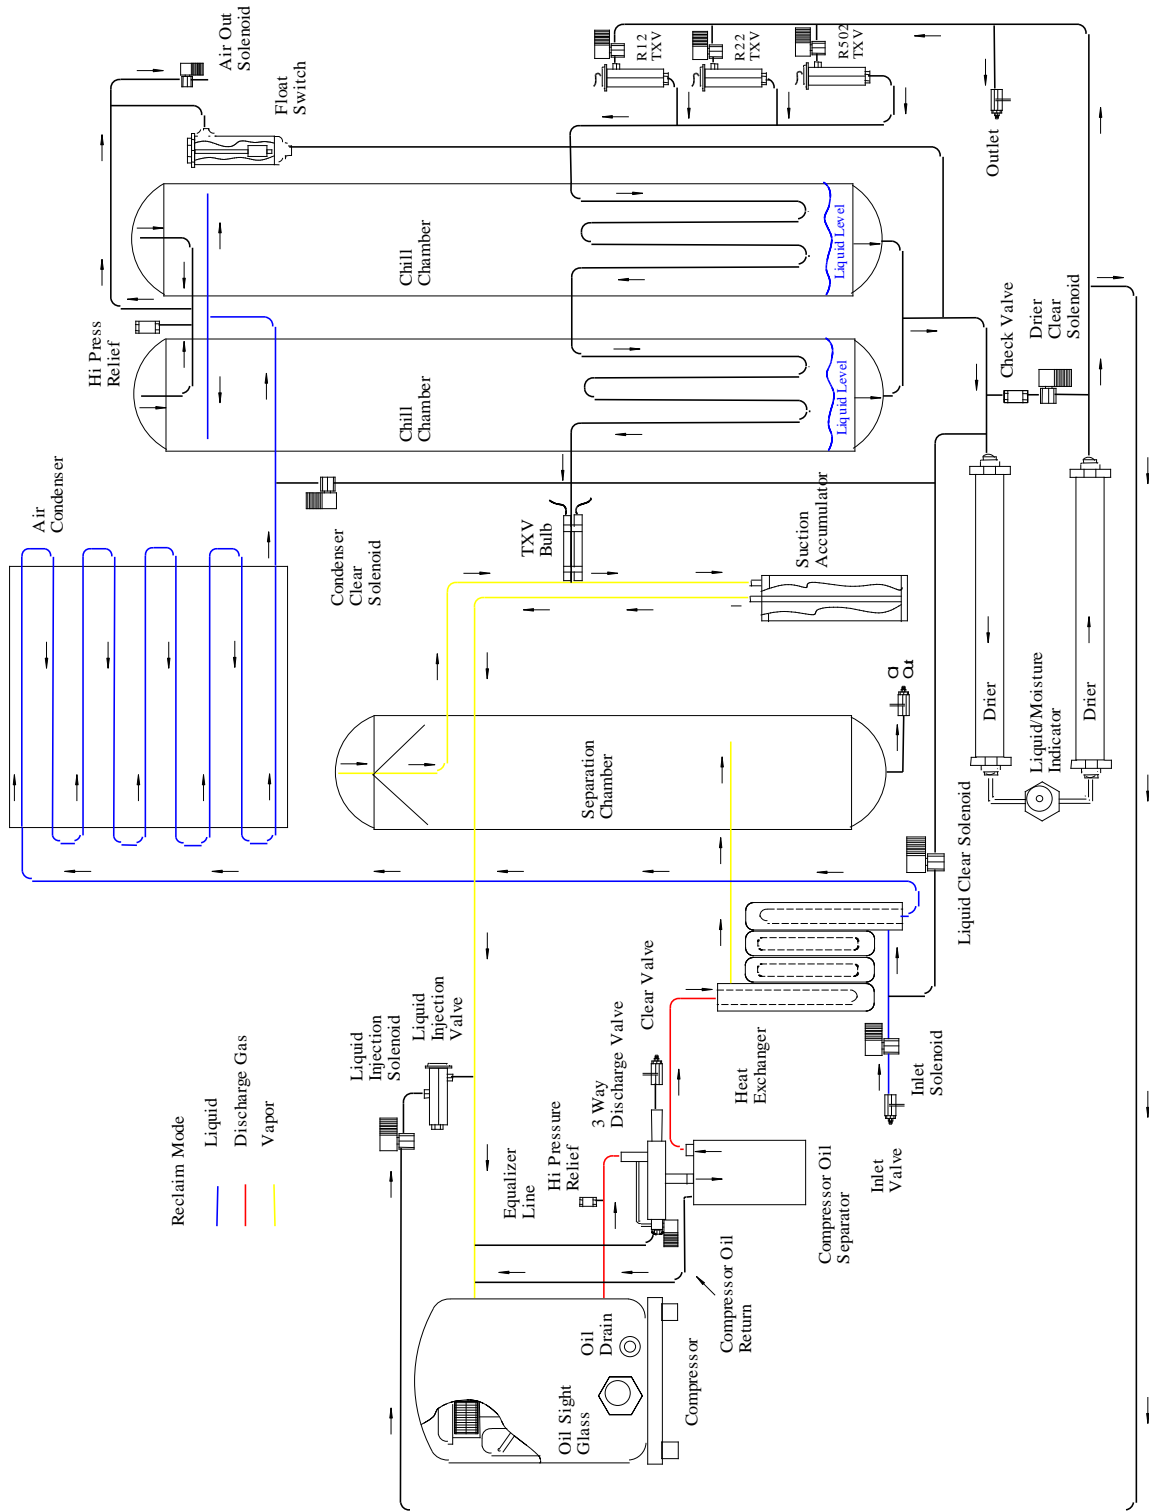 Reclaim Mode
Liquid
Discharge Gas
Vapor
Air
Condenser
Air Out
Solenoid
Float
Switch
Hi Press
Relief
Liquid
Injection
Solenoid
Liquid
Injection
Valve
Condenser
Clear
Solenoid
Chill
Chamber
Chill
Chamber
Equalizer
Line
Hi Pressure
Relief
3 Way
Discharge Valve
Clear Valve
Separation
Chamber
TXV
Bulb
R12
TXV
R22
TXV
R502
TXV
Oil Sight
Glass
Oil
Drain
Compressor
Compressor Oil
Return
Heat
Exchanger
Compressor Oil
Separator
Suction
Accumulator
Liquid Level
Liquid Level
Inlet
Valve
Inlet
Solenoid
Out
Liquid Clear Solenoid
Drier
Liquid/Moisture
Indicator
Drier
Check Valve
Drier
Clear
Solenoid
Outlet